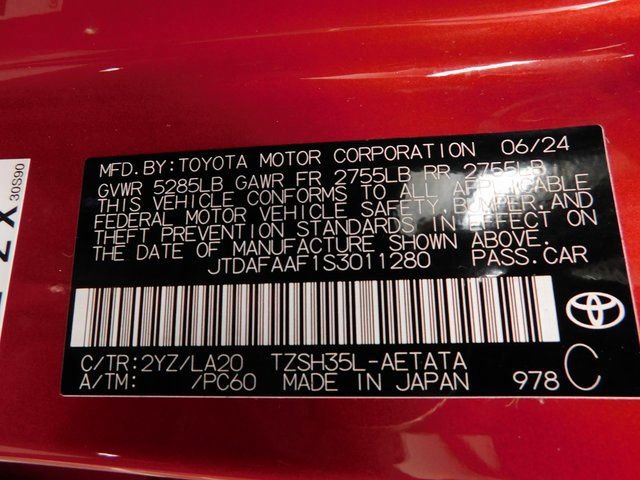 MFD.BY:TOYOTA MOTOR CORPORATION 06/24
GVWR 5285LB GAWR FR 2755LB RR 2755LB
THIS VEHICLE CONFORMS TO ALL APPLICABLE
FEDERAL MOTOR VEHICLE SAFETY, BUMPER, AND
THEFT PREVENTION STANDARDS IN EFFECT ON
THE DATE OF MANUFACTURE SHOWN ABOVE.
JTDAFAAF1S3011280 PASS.CAR
C/TR:2YZ/LA20 TZSH35L-AETATA
A/TM: /PC60 MADE IN JAPAN 978 C
30S90
2X